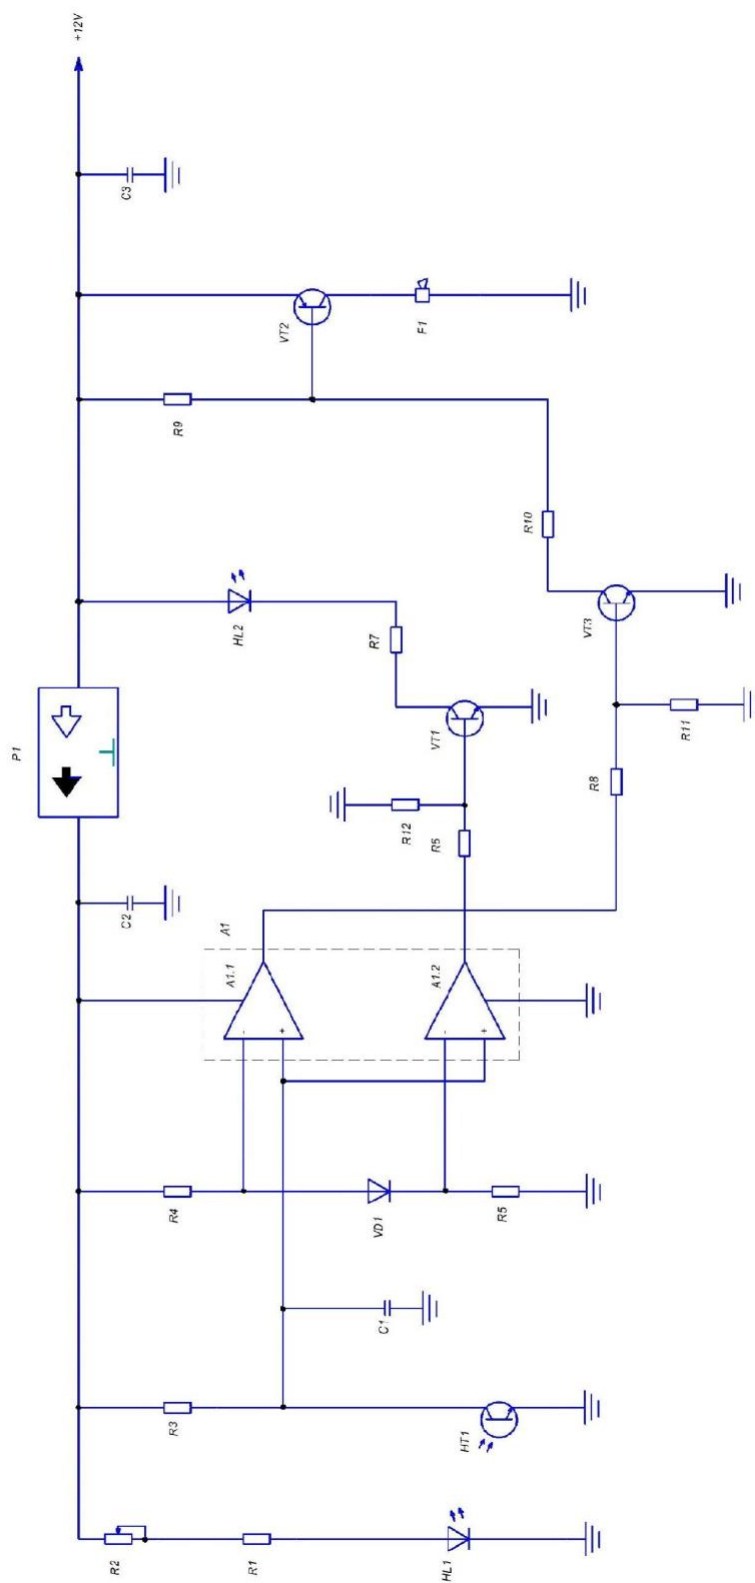 P1
+12V
R2
C2
C3
R3
R4
R9
A1
A1.1
HL2
-
R1
+
VT2
VD1
R7
C1
R12
F1
A1.2
R5
VT1
HL1
-
HT1
+
R5
R10
VT3
R8
R11